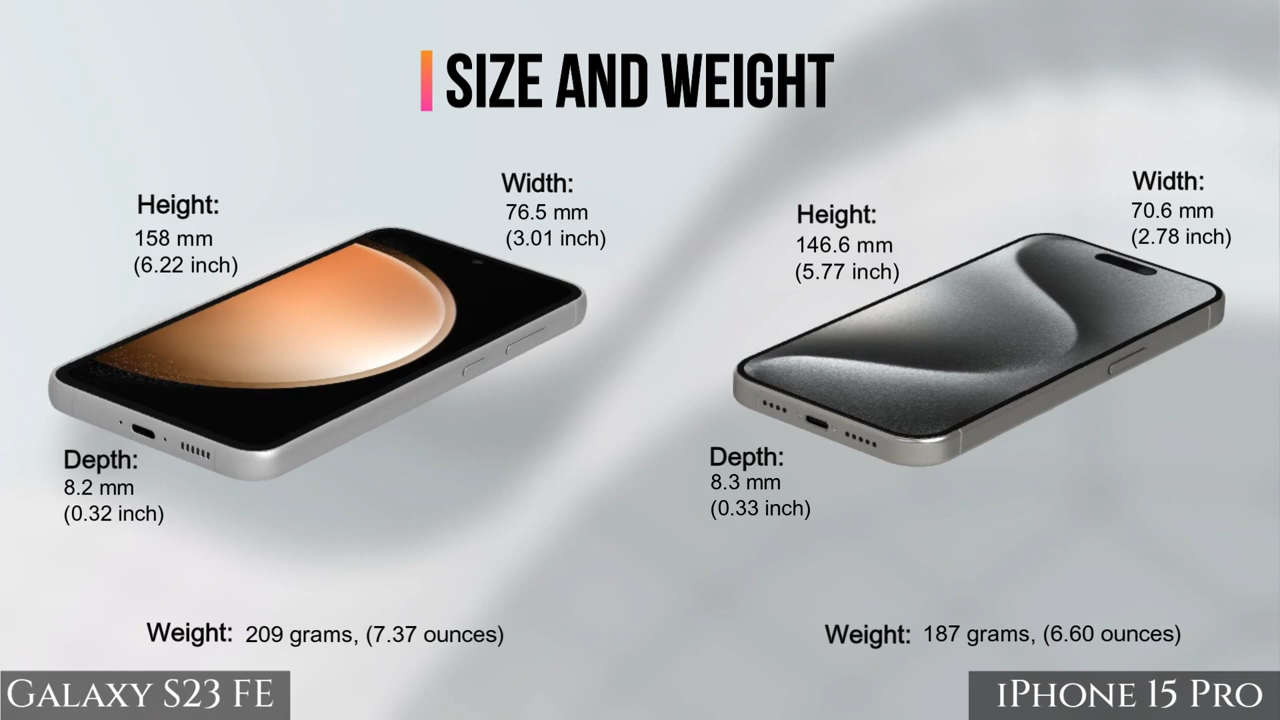 SIZE AND WEIGHT
Height:
158 mm
(6.22 inch)
Width:
76.5 mm
(3.01 inch)
Depth:
8.2 mm
(0.32 inch)
Weight: 209 grams, (7.37 ounces)
Galaxy S23 FE
Height:
146.6 mm
(5.77 inch)
Width:
70.6 mm
(2.78 inch)
Depth:
8.3 mm
(0.33 inch)
Weight: 187 grams, (6.60 ounces)
iPhone 15 Pro